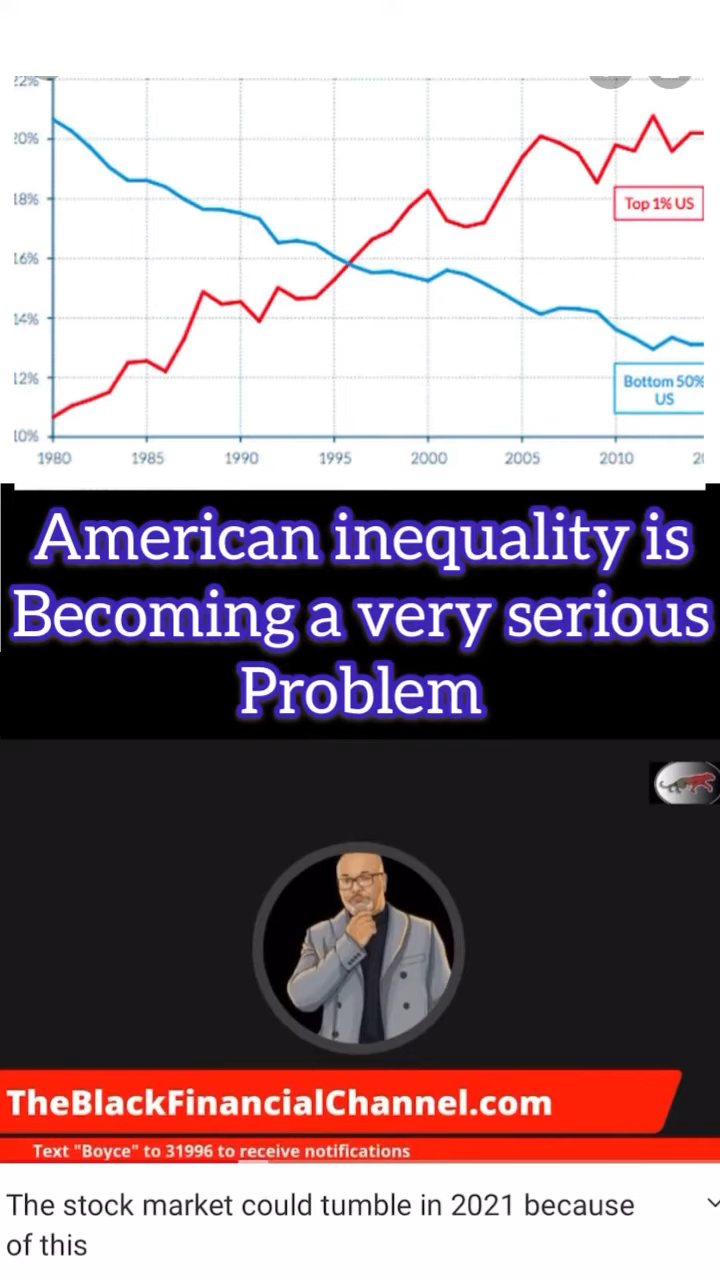 22%
20%
18%
Top 1% US
16%
14%
12%
Bottom 50%
US
10%
1980 1985 1990 1995 2000 2005 2010
American inequality is
Becoming a very serious
Problem
TheBlackFinancialChannel.com
Text "Boyce" to 31996 to receive notifications
The stock market could tumble in 2021 because
of this